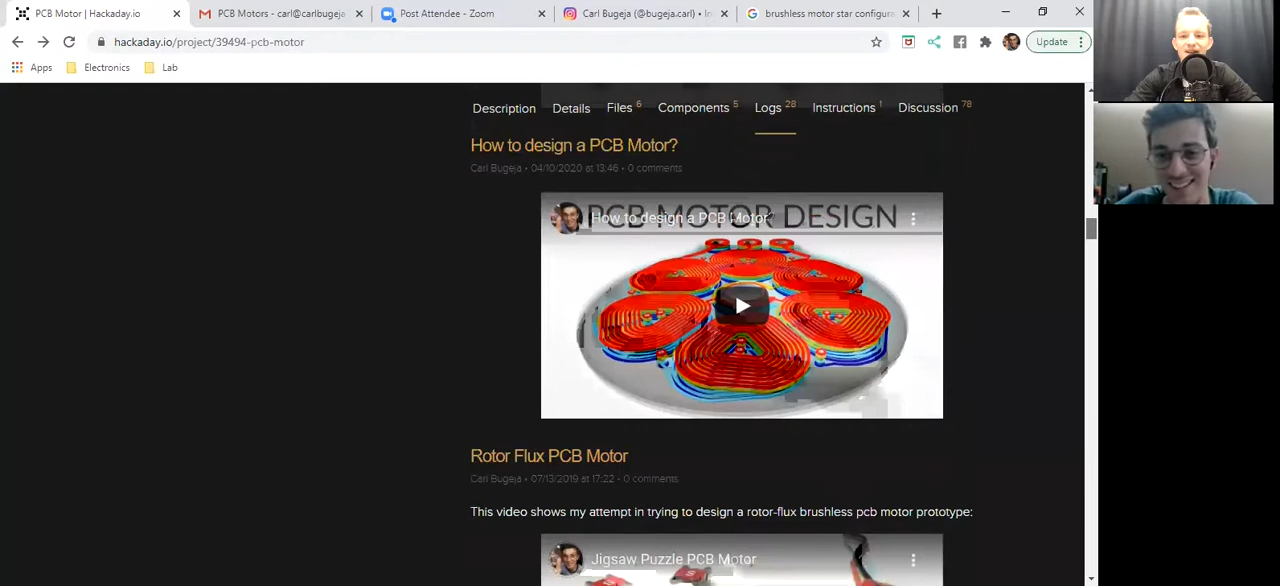 PCB Motor | Hackaday.io
PCB Motors - carl@carlbugeja
Post Attendee - Zoom
Carl Bugeja (@bugeja.carl) • In
brushless motor star configura
hackaday.io/project/39494-pcb-motor
Update
Apps
Electronics
Lab
Description
Details
Files 6
Components 5
Logs 28
Instructions 1
Discussion 78
How to design a PCB Motor?
Carl Bugeja • 04/10/2020 at 13:46 • 0 comments
PCB MOTOR DESIGN
How to design a PCB Motor?
Rotor Flux PCB Motor
Carl Bugeja • 07/13/2019 at 17:22 • 0 comments
This video shows my attempt in trying to design a rotor-flux brushless pcb motor prototype:
Jigsaw Puzzle PCB Motor